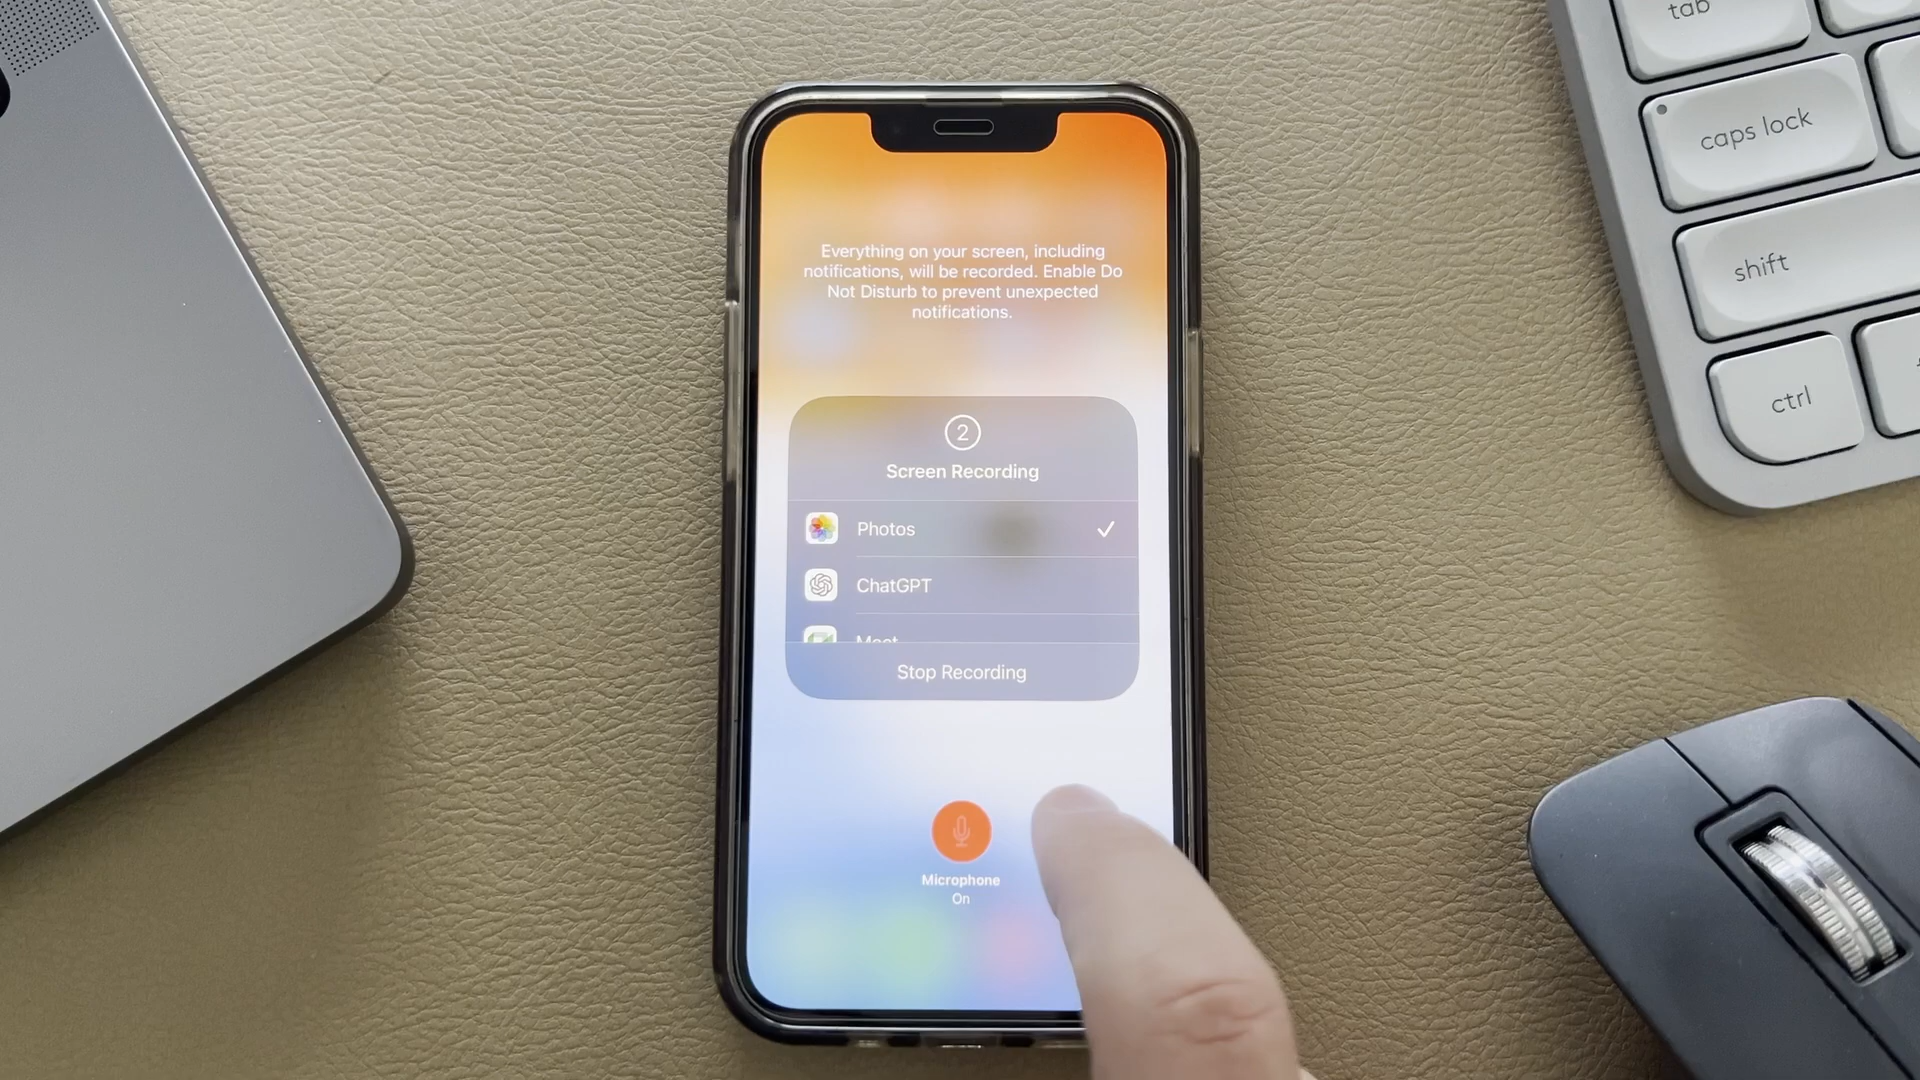 Everything on your screen, including
notifications, will be recorded. Enable Do
Not Disturb to prevent unexpected
notifications.
2
Screen Recording
Photos
ChatGPT
Meet
Stop Recording
Microphone
On
tab
caps lock
shift
ctrl